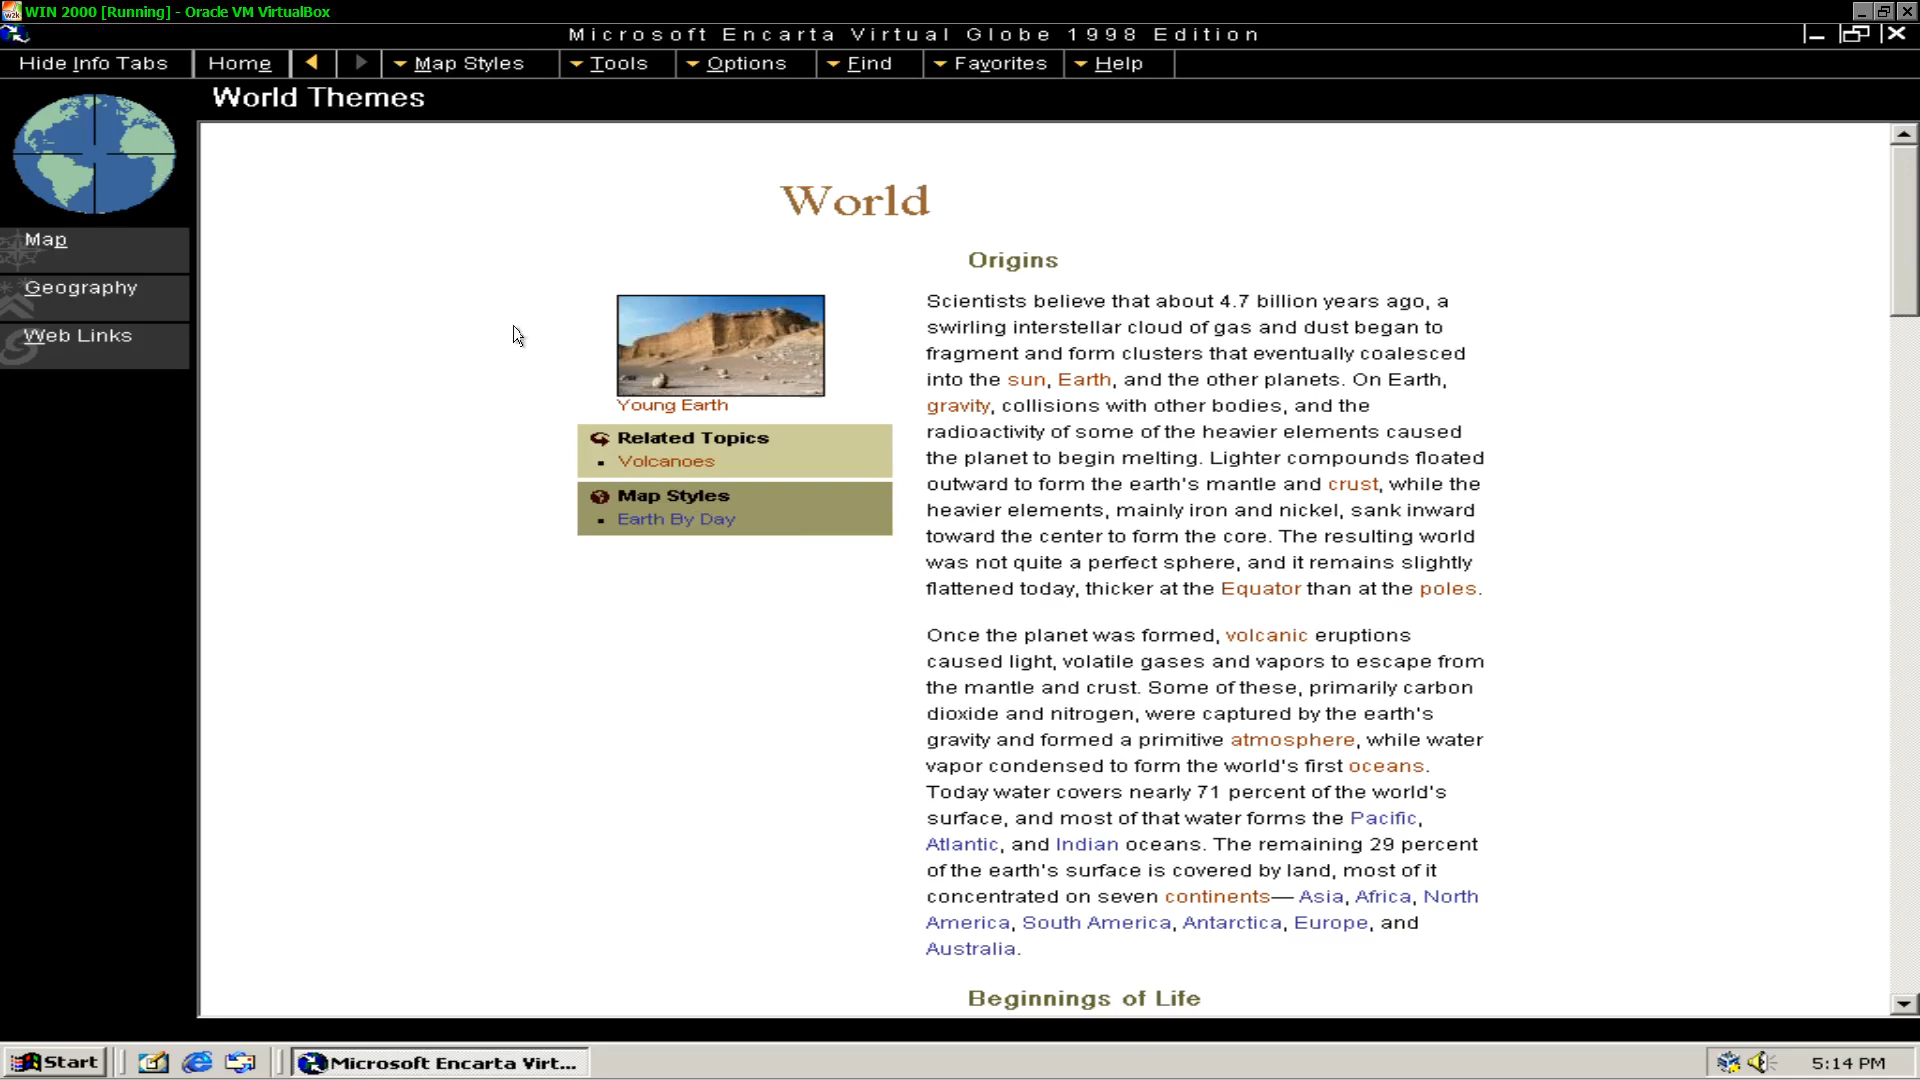 WIN 2000 [Running] - Oracle VM VirtualBox
Microsoft Encarta Virtual Globe 1998 Edition
Hide Info Tabs Home Map Styles Tools Options Find Favorites Help
World Themes
Map
Geography
Web Links
World
Origins
Young Earth
Related Topics
Volcanoes
Map Styles
Earth By Day
Scientists believe that about 4.7 billion years ago, a
swirling interstellar cloud of gas and dust began to
fragment and form clusters that eventually coalesced
into the sun, Earth, and the other planets. On Earth,
gravity, collisions with other bodies, and the
radioactivity of some of the heavier elements caused
the planet to begin melting. Lighter compounds floated
outward to form the earth's mantle and crust, while the
heavier elements, mainly iron and nickel, sank inward
toward the center to form the core. The resulting world
was not quite a perfect sphere, and it remains slightly
flattened today, thicker at the Equator than at the poles.
Once the planet was formed, volcanic eruptions
caused light, volatile gases and vapors to escape from
the mantle and crust. Some of these, primarily carbon
dioxide and nitrogen, were captured by the earth's
gravity and formed a primitive atmosphere, while water
vapor condensed to form the world's first oceans.
Today water covers nearly 71 percent of the world's
surface, and most of that water forms the Pacific,
Atlantic, and Indian oceans. The remaining 29 percent
of the earth's surface is covered by land, most of it
concentrated on seven continents— Asia, Africa, North
America, South America, Antarctica, Europe, and
Australia.
Beginnings of Life
Start Microsoft Encarta Virt... 5:14 PM